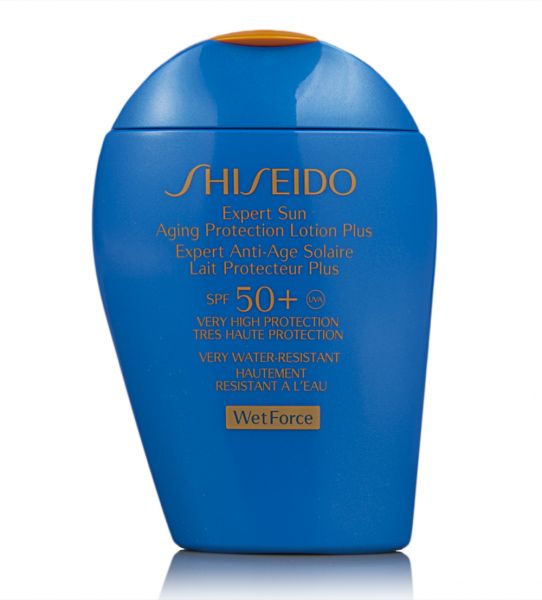 SHISEIDO
Expert Sun
Aging Protection Lotion Plus
Expert Anti-Age Solaire
Lait Protecteur Plus
SPF 50+ UVA
VERY HIGH PROTECTION
TRES HAUTE PROTECTION
VERY WATER-RESISTANT
HAUTEMENT
RESISTANT A L'EAU
WetForce